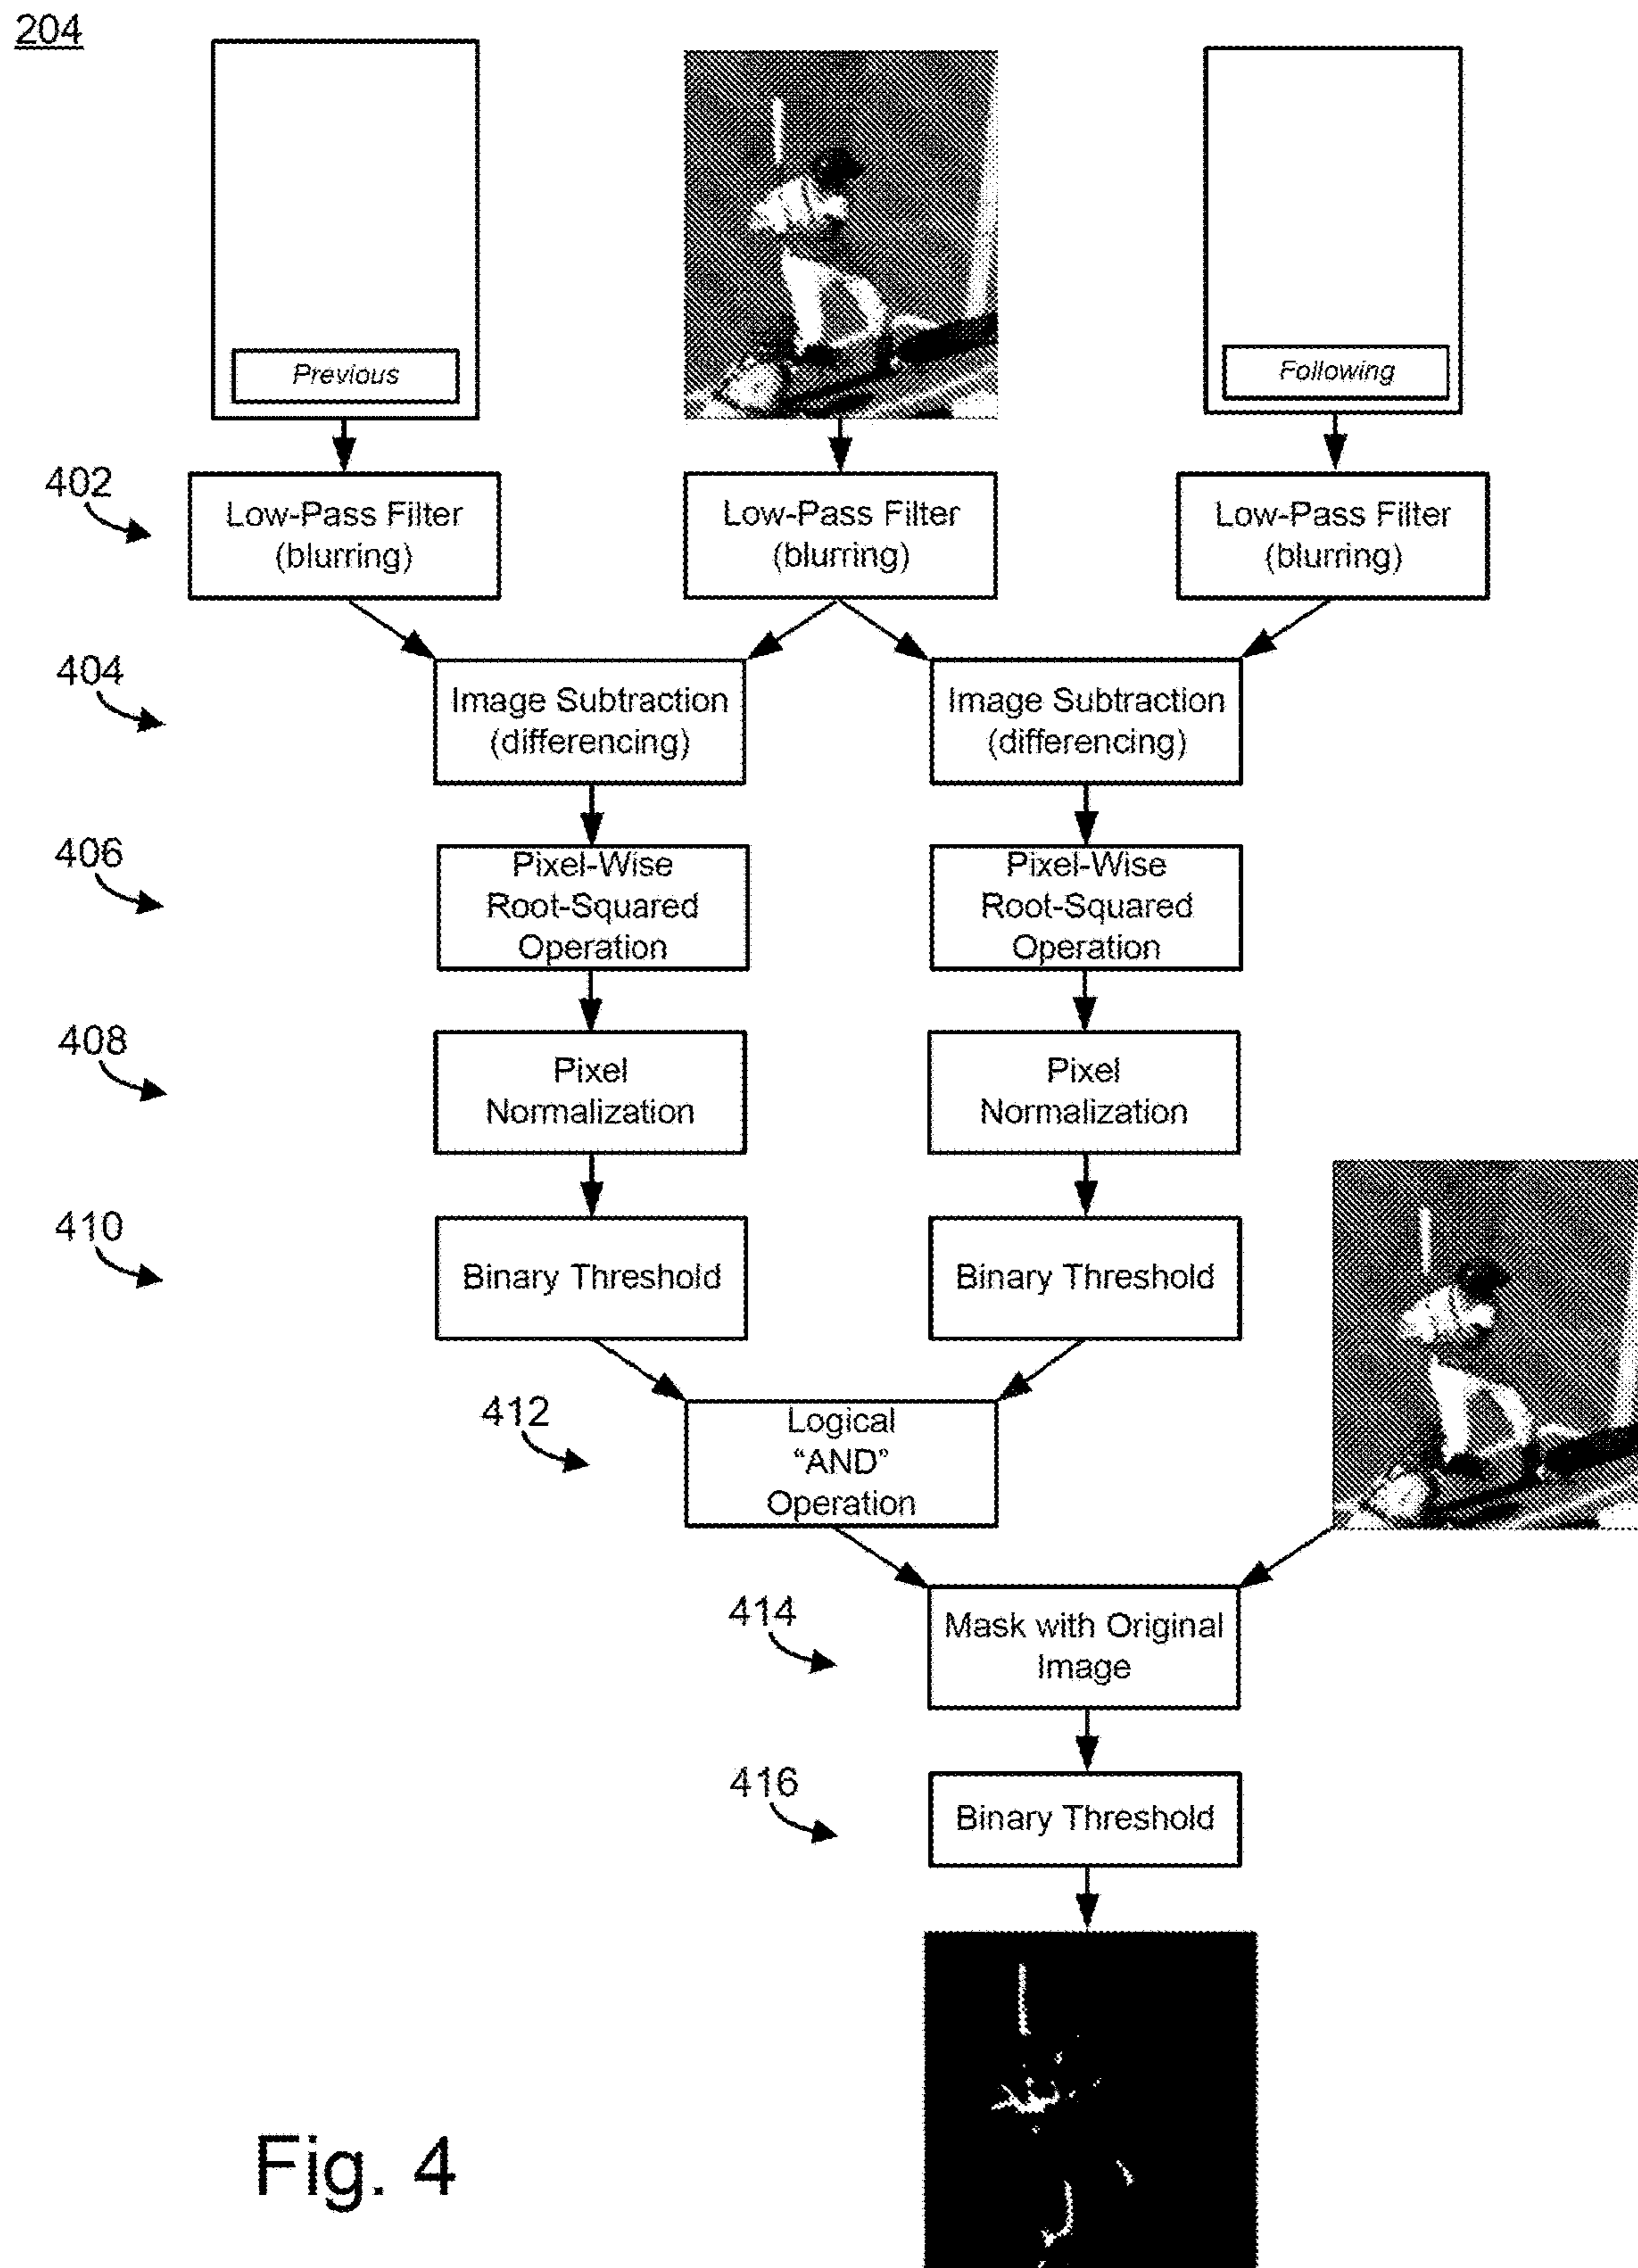 204
Previous
Following
402
Low-Pass Filter
(blurring)
Low-Pass Filter
(blurring)
Low-Pass Filter
(blurring)
404
Image Subtraction
(differencing)
Image Subtraction
(differencing)
406
Pixel-Wise
Root-Squared
Operation
Pixel-Wise
Root-Squared
Operation
408
Pixel
Normalization
Pixel
Normalization
410
Binary Threshold
Binary Threshold
412
Logical
“AND”
Operation
414
Mask with Original
Image
416
Binary Threshold
Fig. 4